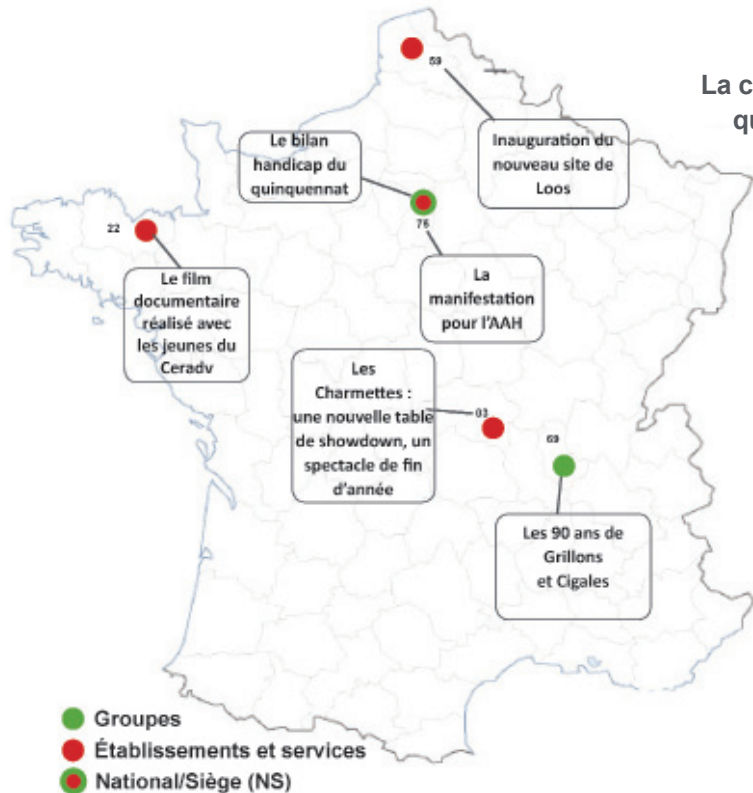 59
La c
qu
Inauguration du
nouveau site de
Loos
Le bilan
handicap du
quinquennat
75
La
manifestation
pour l'AAH
22
Le film
documentaire
réalisé avec
les jeunes du
Ceradv
Les
Charmettes :
une nouvelle table
de showdown, un
spectacle de fin
d'année
03
69
Les 90 ans de
Grillons
et Cigales
Groupes
Établissements et services
National/Siège (NS)